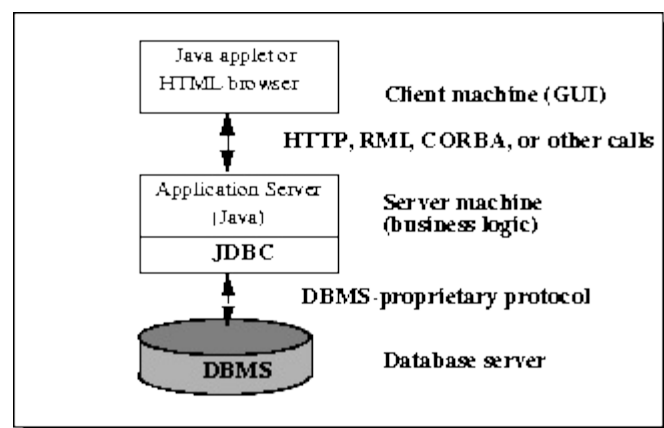 Java applet or
HTML browser
Client machine (GUI)
HTTP, RMI, CORBA, or other calls
Application Server
(Java)
Server machine
(business logic)
JDBC
DBMS-proprietary protocol
DBMS
Database server